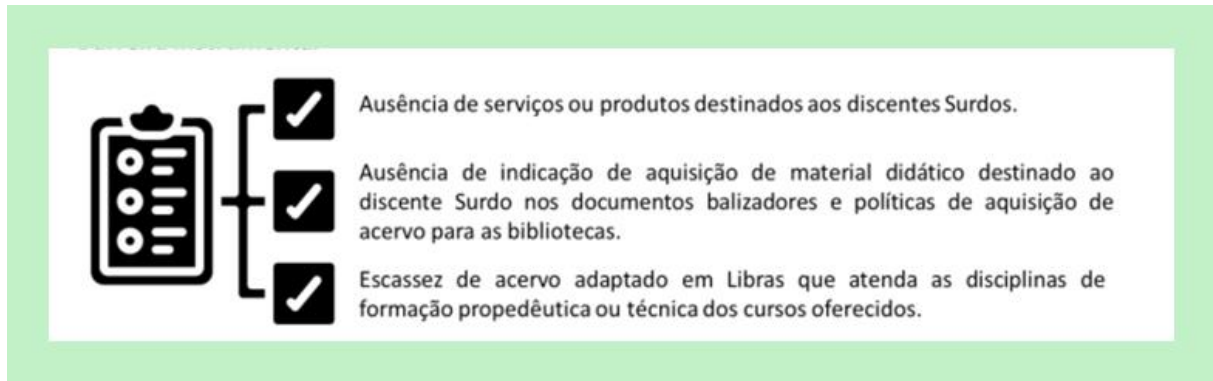 Ausência de serviços ou produtos destinados aos discentes Surdos.
Ausência de indicação de aquisição de material didático destinado ao
discente Surdo nos documentos balizadores e políticas de aquisição de
acervo para as bibliotecas.
Escassez de acervo adaptado em Libras que atenda as disciplinas de
formação propedêutica ou técnica dos cursos oferecidos.